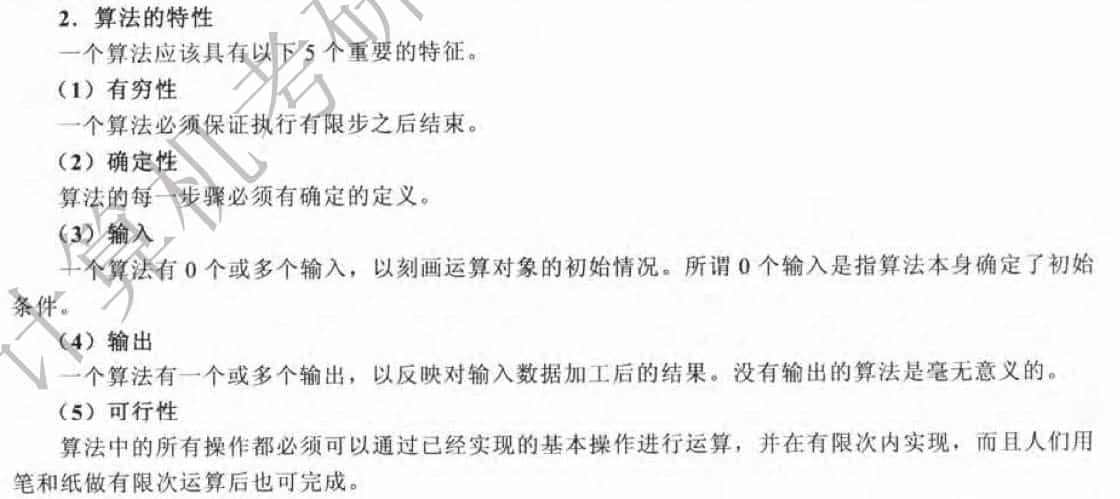 2．算法的特性
一个算法应该具有以下 5 个重要的特征。
（1）有穷性
一个算法必须保证执行有限步之后结束。
（2）确定性
算法的每一步骤必须有确定的定义。
（3）输入
一个算法有 0 个或多个输入，以刻画运算对象的初始情况。所谓 0 个输入是指算法本身确定了初始
条件。
（4）输出
一个算法有一个或多个输出，以反映对输入数据加工后的结果。没有输出的算法是毫无意义的。
（5）可行性
算法中的所有操作都必须可以通过已经实现的基本操作进行运算，并在有限次内实现，而且人们用
笔和纸做有限次运算后也可完成。
计算机考研